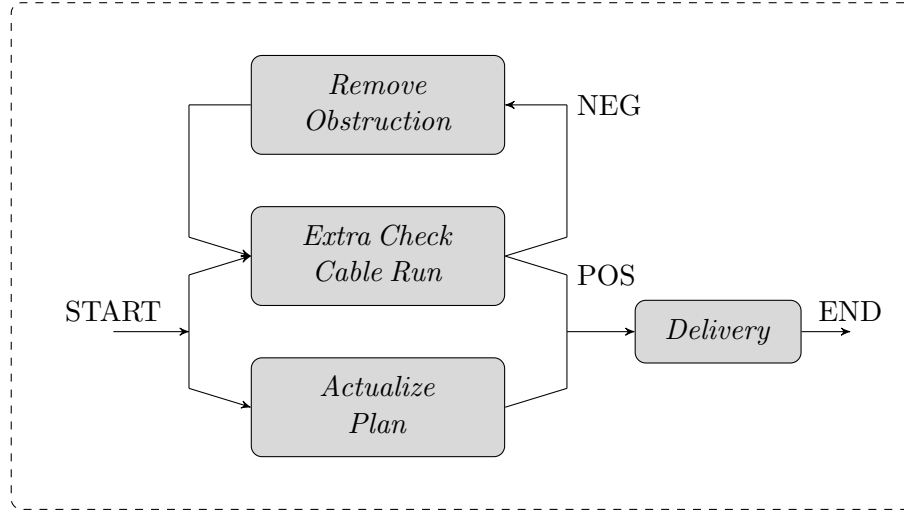 Remove
Obstruction
NEG
Extra Check
Cable Run
POS
START
Delivery
END
Actualize
Plan